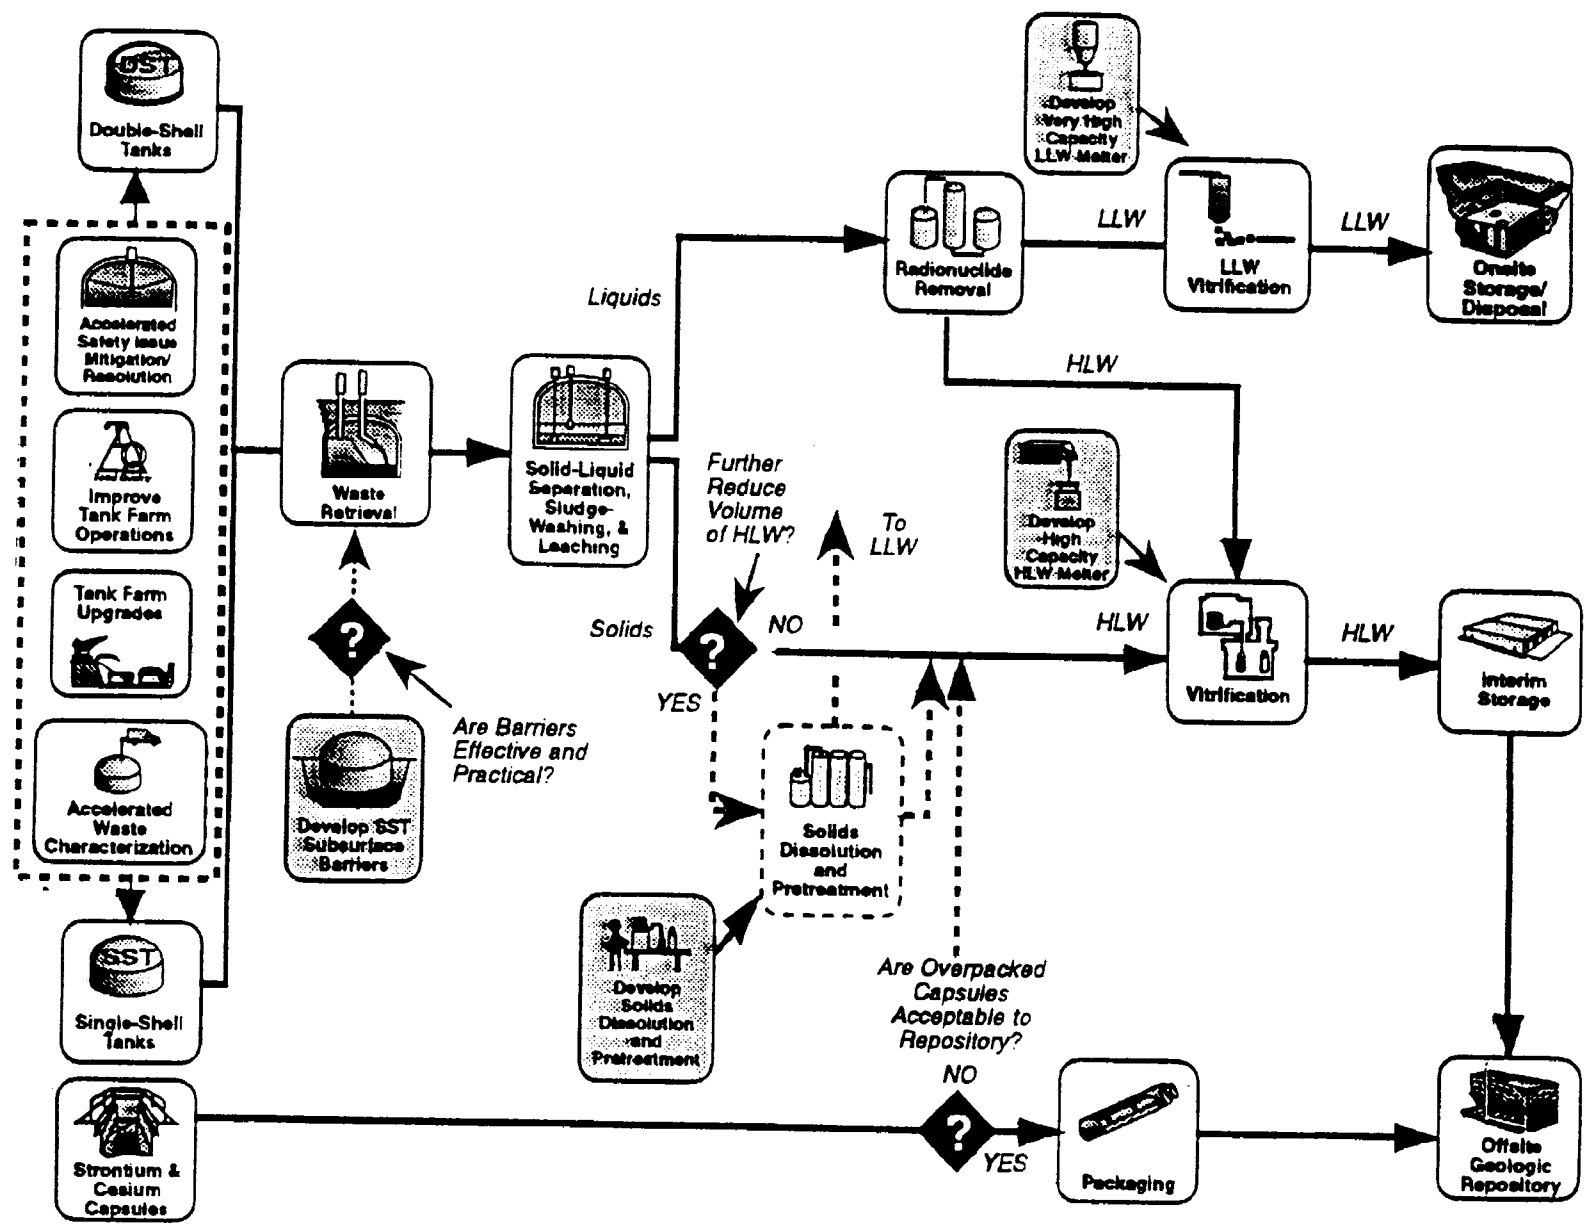 DST
Double-Shell
Tanks
Accelerated
Safety Issue
Mitigation/
Resolution
Improve
Tank Farm
Operations
Tank Farm
Upgrades
Accelerated
Waste
Characterization
SST
Single-Shell
Tanks
Strontium &
Cesium
Capsules
Waste
Retrieval
?
Are Barriers
Effective and
Practical?
Develop SST
Subsurface
Barriers
Solid-Liquid
Separation,
Sludge-
Washing, &
Leaching
Liquids
Solids
Further
Reduce
Volume
of HLW?
?
NO
YES
To
LLW
Solids
Dissolution
and
Pretreatment
Develop
Solids
Dissolution
and
Pretreatment
Are Overpacked
Capsules
Acceptable to
Repository?
NO
?
YES
Packaging
Radionuclide
Removal
LLW
HLW
Develop
Very High
Capacity
LLW Melter
LLW
Vitrification
LLW
Onsite
Storage/
Disposal
Develop
High
Capacity
HLW Melter
HLW
Vitrification
HLW
Interim
Storage
Offsite
Geologic
Repository